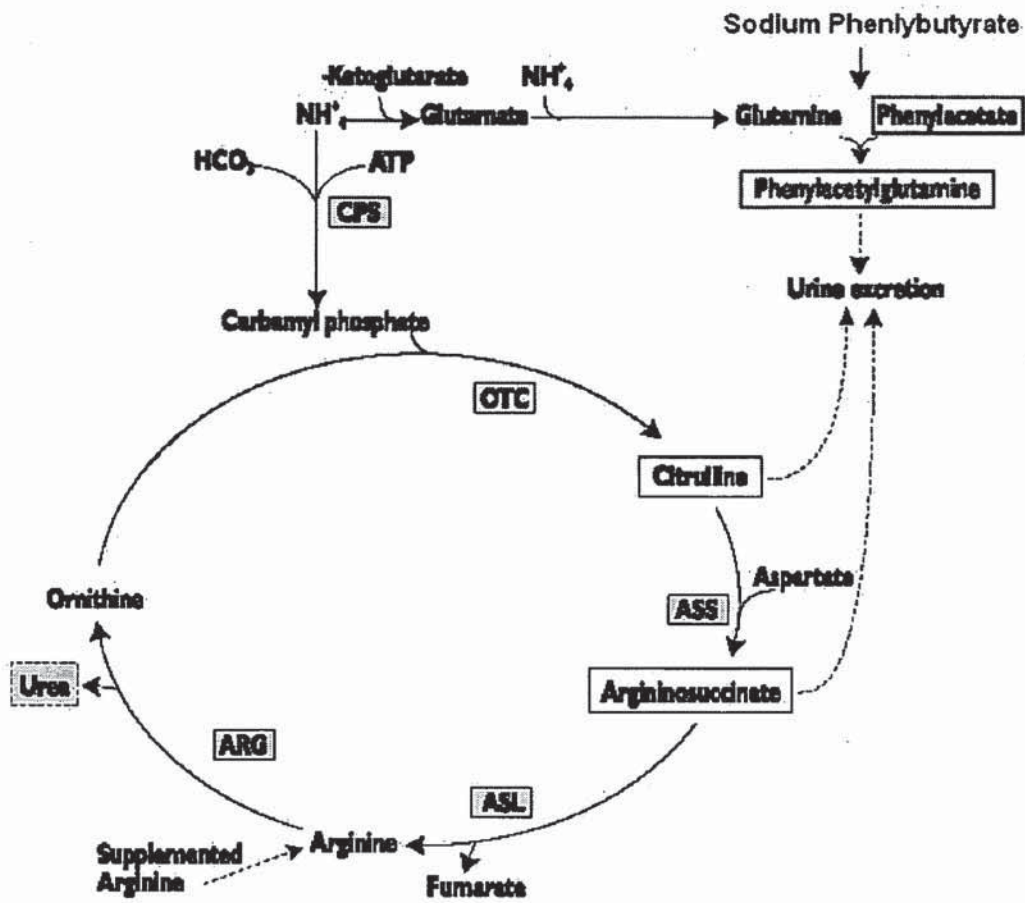 Sodium Phenlybutyrate
-Ketoglutarate
NH⁺₄
NH⁺₄
Glutamate
Glutamine
Phenylacetate
HCO₃
ATP
Phenylacetylglutamine
CPS
Urine excretion
Carbamyl phosphate
OTC
Citrulline
Aspartate
Ornithine
ASS
Urea
Argininosuccinate
ARG
ASL
Arginine
Supplemented
Arginine
Fumarate